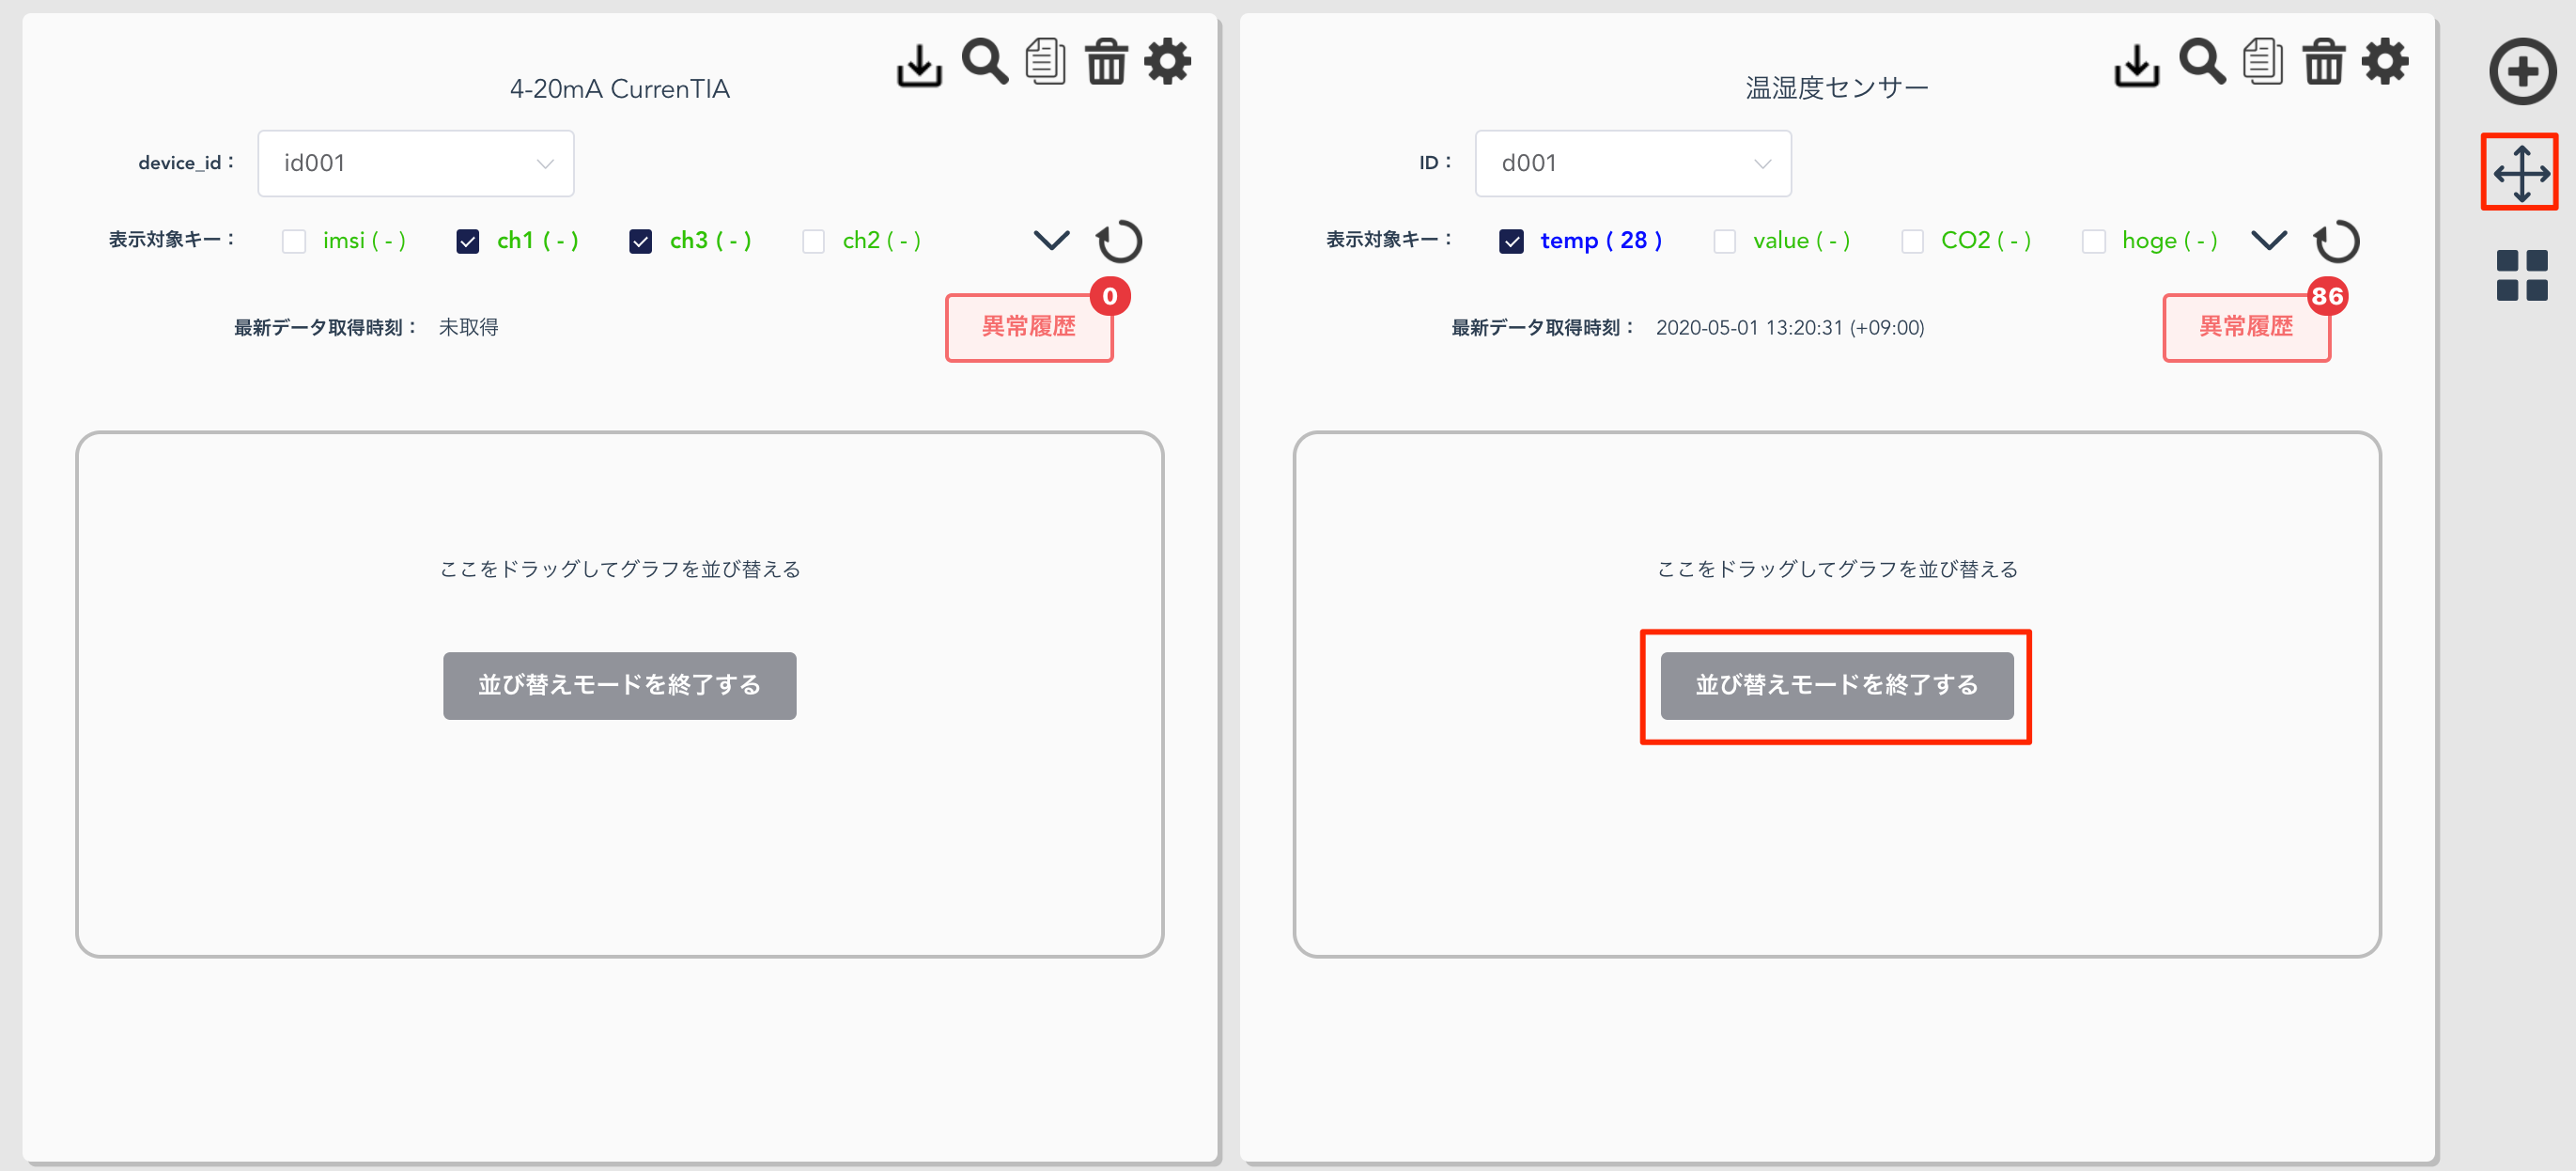 4-20mA CurrenTIA
device_id：
id001
表示対象キー：
imsi ( - )
ch1 ( - )
ch3 ( - )
ch2 ( - )
最新データ取得時刻：
未取得
異常履歴
0
ここをドラッグしてグラフを並び替える
並び替えモードを終了する
温湿度センサー
ID：
d001
表示対象キー：
temp ( 28 )
value ( - )
CO2 ( - )
hoge ( - )
最新データ取得時刻：
2020-05-01 13:20:31 (+09:00)
異常履歴
86
ここをドラッグしてグラフを並び替える
並び替えモードを終了する